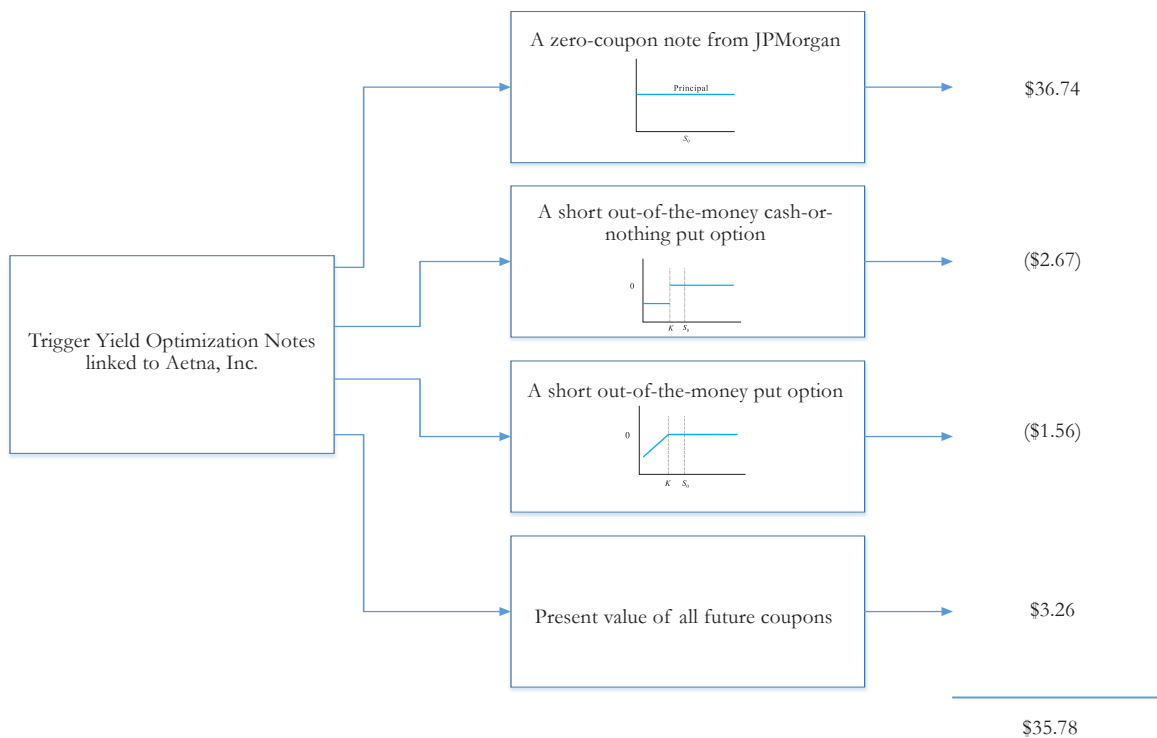 A zero-coupon note from JPMorgan
Principal
S₀
$36.74
A short out-of-the-money cash-or-
nothing put option
0
K S₀
($2.67)
Trigger Yield Optimization Notes
linked to Aetna, Inc.
A short out-of-the-money put option
0
K S₀
($1.56)
Present value of all future coupons
$3.26
$35.78